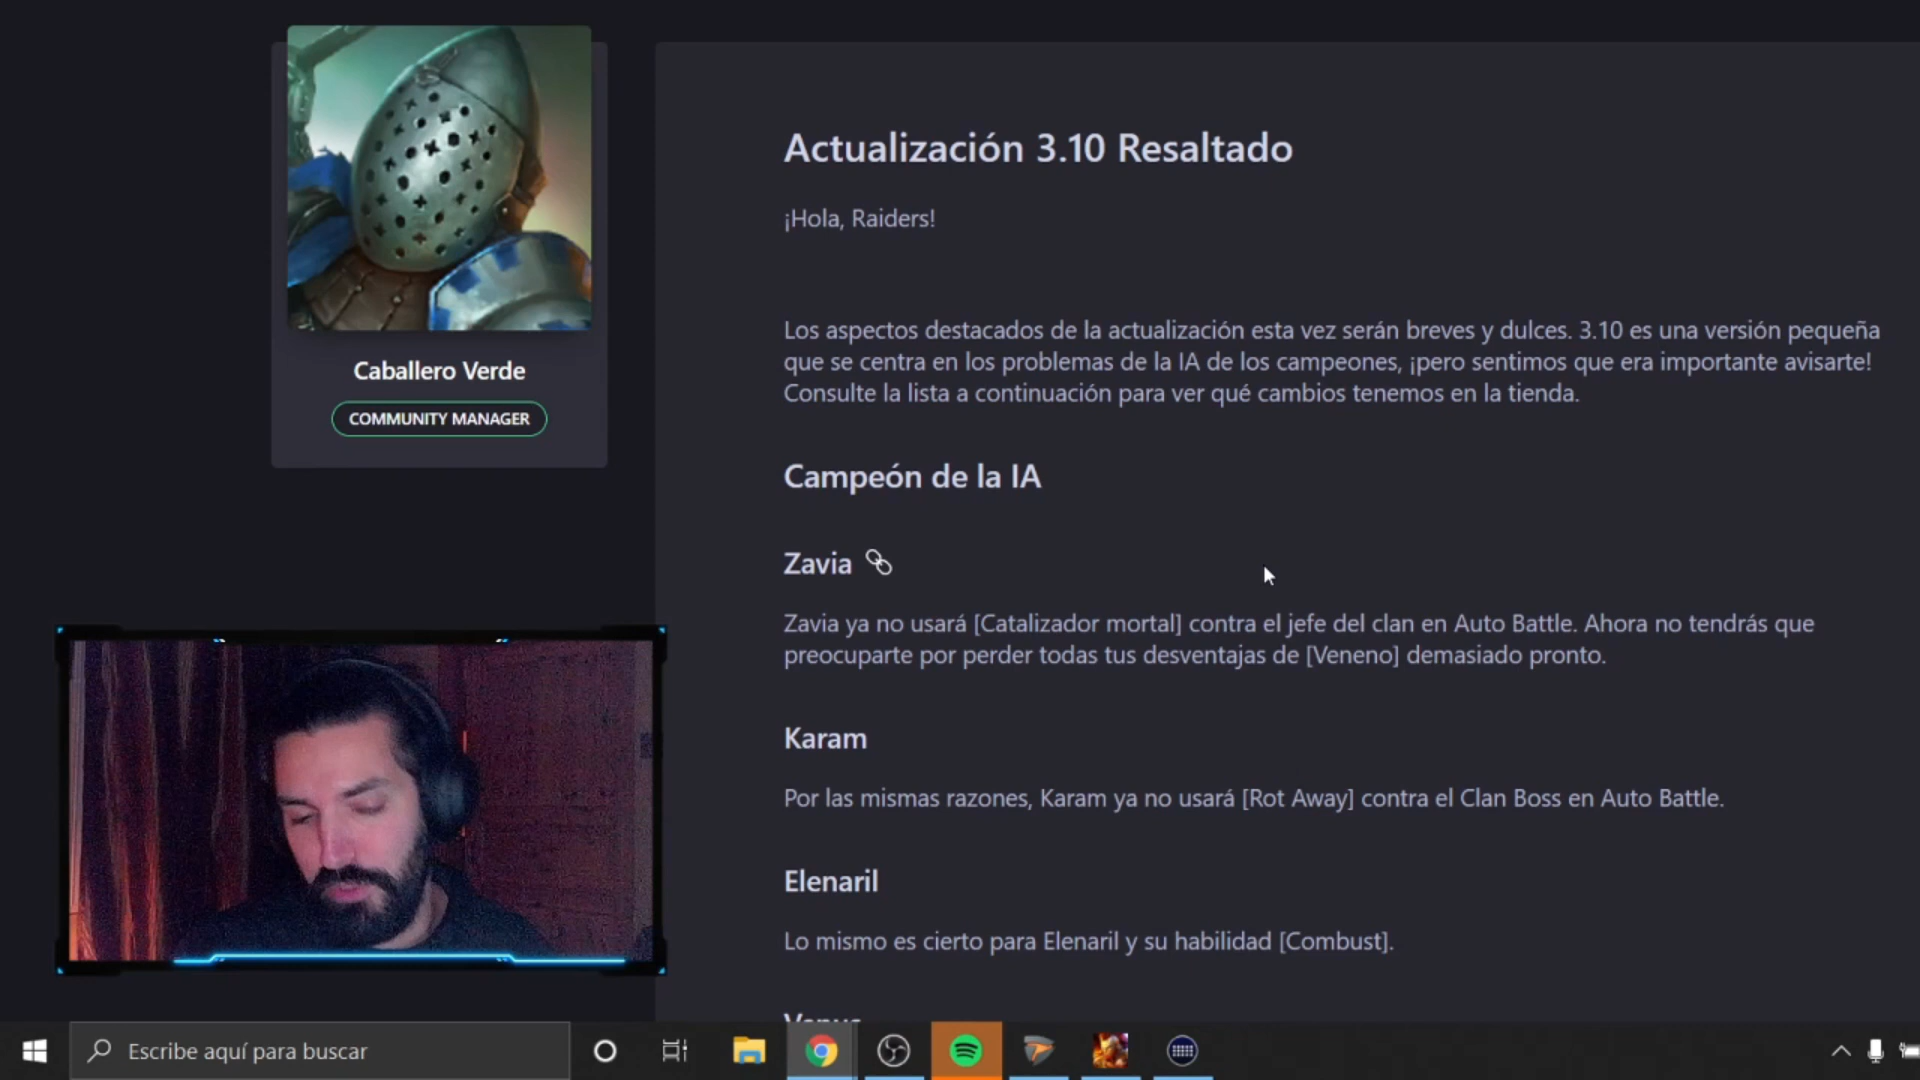 Actualización 3.10 Resaltado
¡Hola, Raiders!
Los aspectos destacados de la actualización esta vez serán breves y dulces. 3.10 es una versión pequeña
que se centra en los problemas de la IA de los campeones, ¡pero sentimos que era importante avisarte!
Consulte la lista a continuación para ver qué cambios tenemos en la tienda.
Caballero Verde
COMMUNITY MANAGER
Campeón de la IA
Zavia
Zavia ya no usará [Catalizador mortal] contra el jefe del clan en Auto Battle. Ahora no tendrás que
preocuparte por perder todas tus desventajas de [Veneno] demasiado pronto.
Karam
Por las mismas razones, Karam ya no usará [Rot Away] contra el Clan Boss en Auto Battle.
Elenaril
Lo mismo es cierto para Elenaril y su habilidad [Combust].
Escribe aquí para buscar